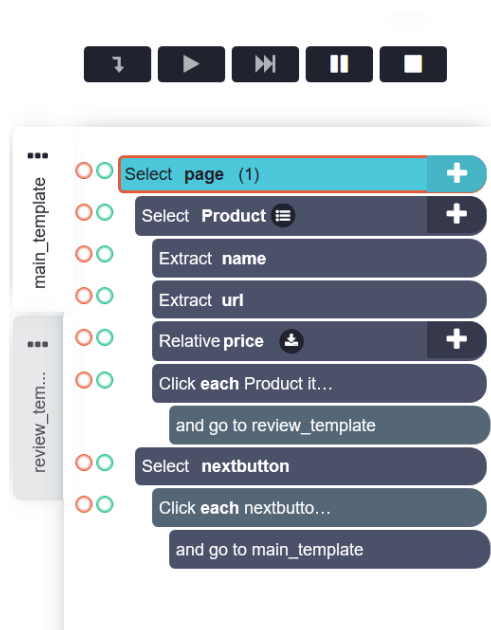 main_template
review_tem...
Select page (1)
Select Product
Extract name
Extract url
Relative price
Click each Product it...
and go to review_template
Select nextbutton
Click each nextbutto...
and go to main_template